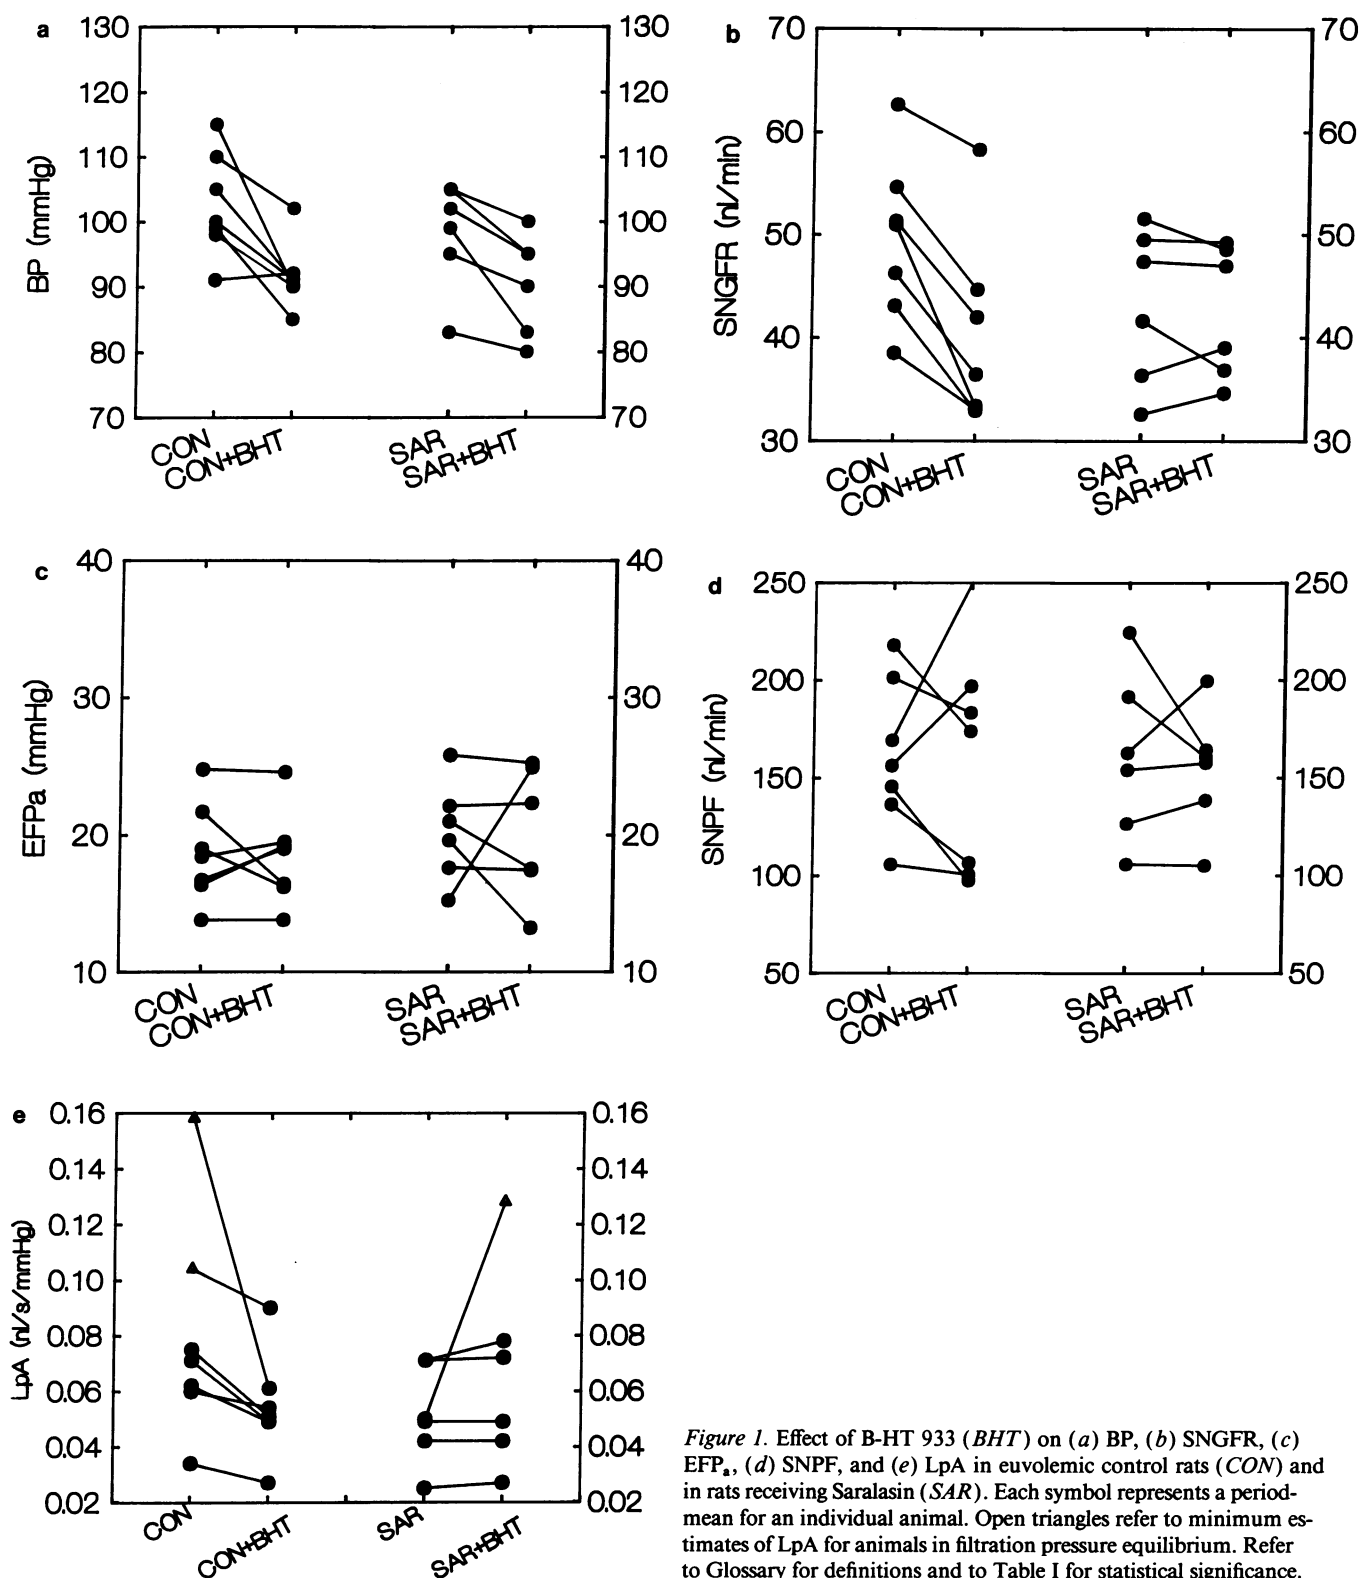 a
130
120
110
100
90
80
70
BP (mmHg)
130
120
110
100
90
80
70
CON
CON+BHT
SAR
SAR+BHT
b
70
60
50
40
30
SNGFR (nl/min)
70
60
50
40
30
CON
CON+BHT
SAR
SAR+BHT
c
40
30
20
10
EFPa (mmHg)
40
30
20
10
CON
CON+BHT
SAR
SAR+BHT
d
250
200
150
100
50
SNPF (nl/min)
250
200
150
100
50
CON
CON+BHT
SAR
SAR+BHT
e
0.16
0.14
0.12
0.10
0.08
0.06
0.04
0.02
LpA (nl/s/mmHg)
0.16
0.14
0.12
0.10
0.08
0.06
0.04
0.02
CON
CON+BHT
SAR
SAR+BHT
Figure 1. Effect of B-HT 933 (BHT) on (a) BP, (b) SNGFR, (c)
EFPa, (d) SNPF, and (e) LpA in euvolemic control rats (CON) and
in rats receiving Saralasin (SAR). Each symbol represents a period-
mean for an individual animal. Open triangles refer to minimum es-
timates of LpA for animals in filtration pressure equilibrium. Refer
to Glossary for definitions and to Table I for statistical significance.